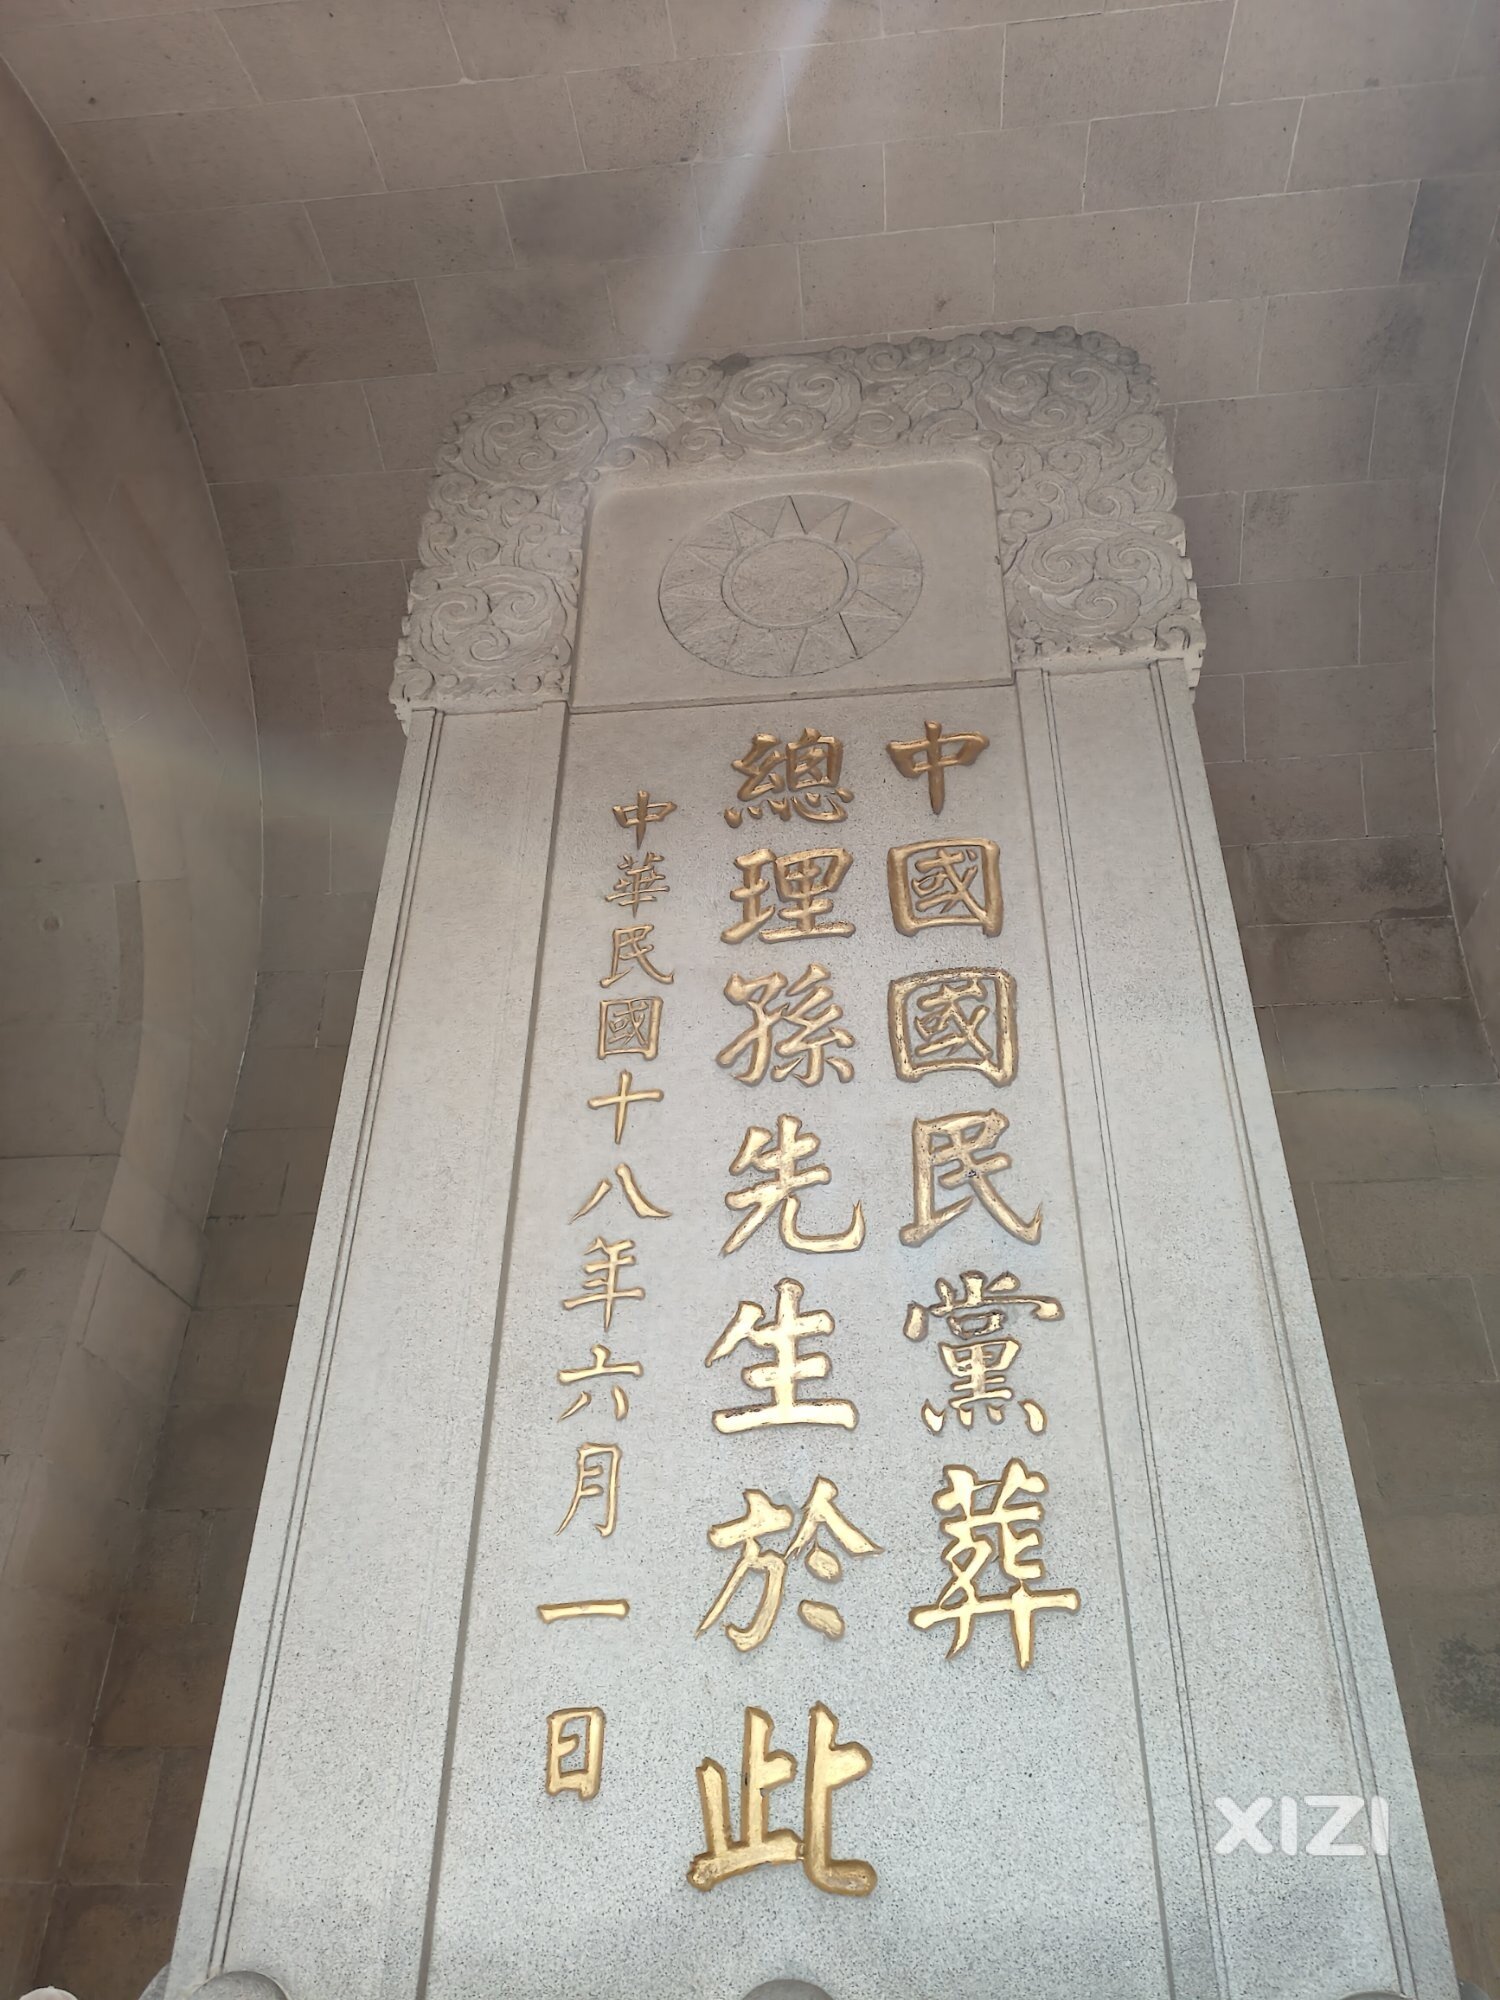 中國國民黨葬
總理孫先生於此
中華民國十八年六月一日
XIZI